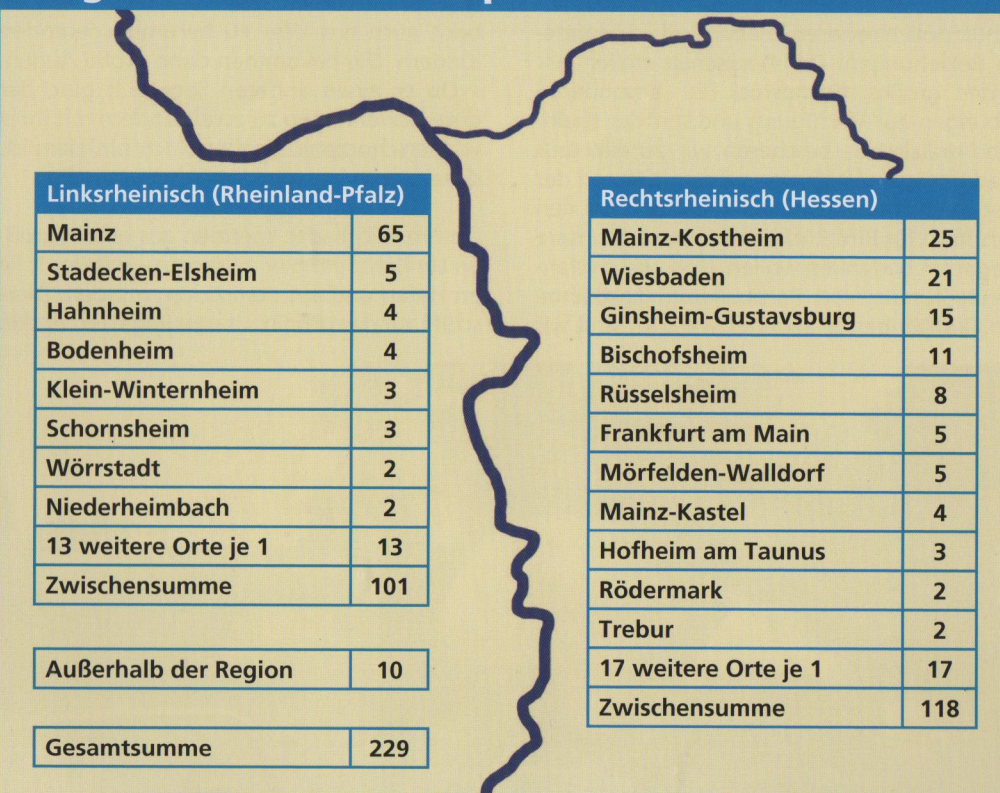 Linksrheinisch (Rheinland-Pfalz)
Mainz 65
Stadecken-Elsheim 5
Hahnheim 4
Bodenheim 4
Klein-Winternheim 3
Schornsheim 3
Wörrstadt 2
Niederheimbach 2
13 weitere Orte je 1 13
Zwischensumme 101
Außerhalb der Region 10
Gesamtsumme 229
Rechtsrheinisch (Hessen)
Mainz-Kostheim 25
Wiesbaden 21
Ginsheim-Gustavsburg 15
Bischofsheim 11
Rüsselsheim 8
Frankfurt am Main 5
Mörfelden-Walldorf 5
Mainz-Kastel 4
Hofheim am Taunus 3
Rödermark 2
Trebur 2
17 weitere Orte je 1 17
Zwischensumme 118